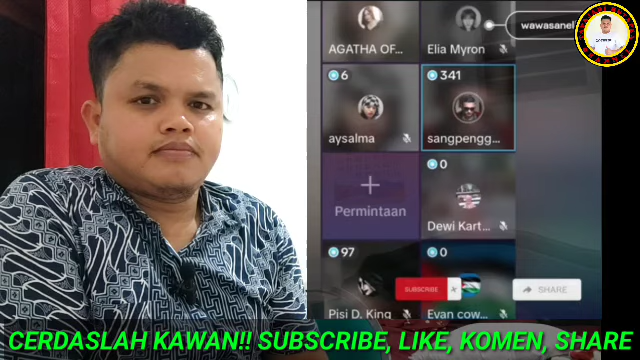 wawasanel
AGATHA OF...
Elia Myron
6
341
aysalma
sangpengg...
+
Permintaan
0
Dewi Kart...
97
0
SUBSCRIBE
SHARE
Pisi D. King
Evan cow...
CERDASLAH KAWAN!! SUBSCRIBE, LIKE, KOMEN, SHARE